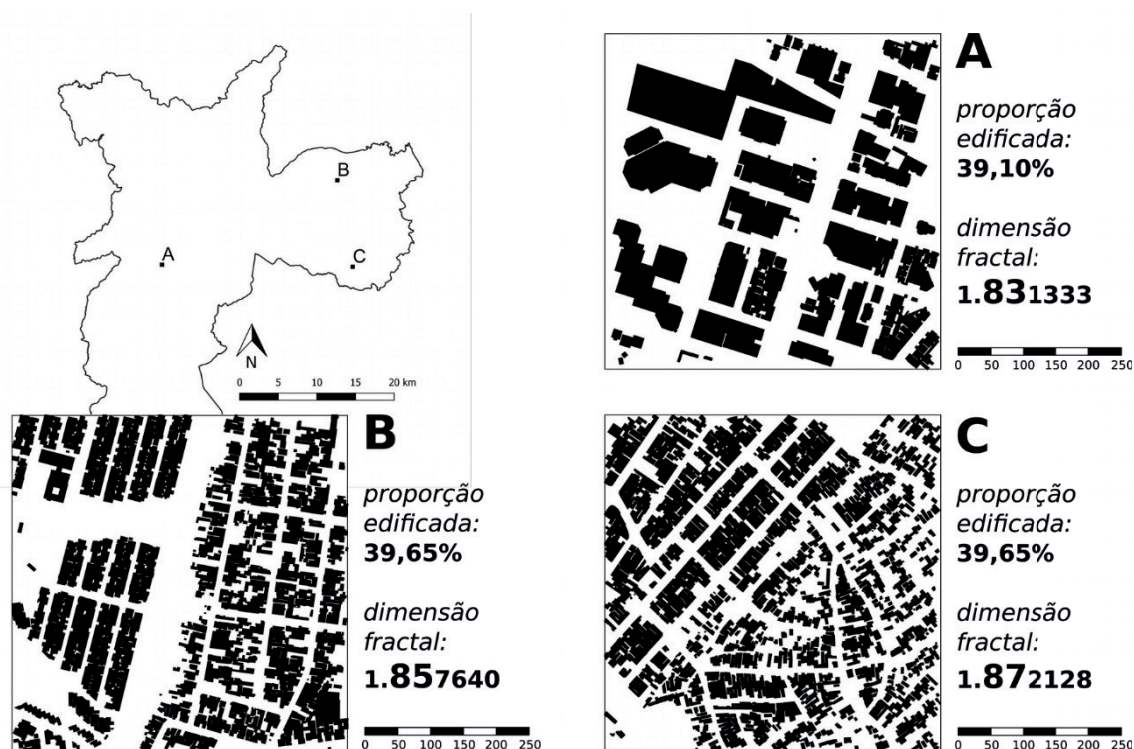 A
B
C
N
0 5 10 15 20 km
A
proporção
edificada:
39,10%
dimensão
fractal:
1.831333
0 50 100 150 200 250
B
proporção
edificada:
39,65%
dimensão
fractal:
1.857640
0 50 100 150 200 250
C
proporção
edificada:
39,65%
dimensão
fractal:
1.872128
0 50 100 150 200 250